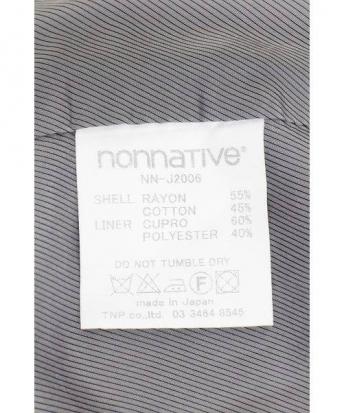 nonnative®
NN-J2006
SHELL RAYON 55%
COTTON 45%
LINER CUPRO 60%
POLYESTER 40%
DO NOT TUMBLE DRY
F
made in Japan
TNP.co.,ltd. 03 3464 8545